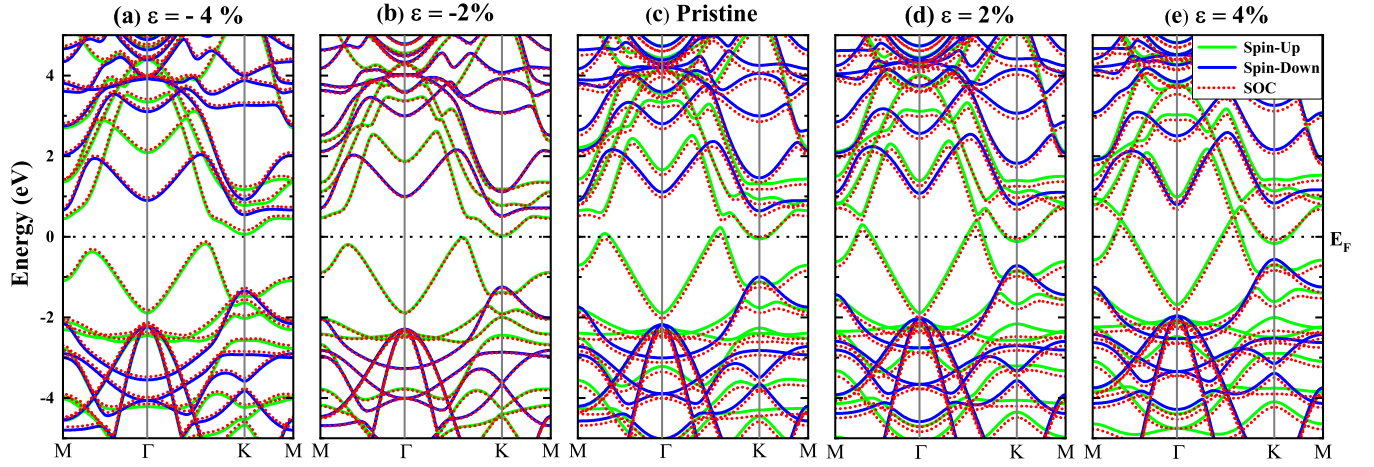 (a) ε = - 4 %
(b) ε = -2%
(c) Pristine
(d) ε = 2%
(e) ε = 4%
Energy (eV)
4
2
0
-2
-4
Spin-Up
Spin-Down
SOC
E_F
M Γ K M
M Γ K M
M Γ K M
M Γ K M
M Γ K M